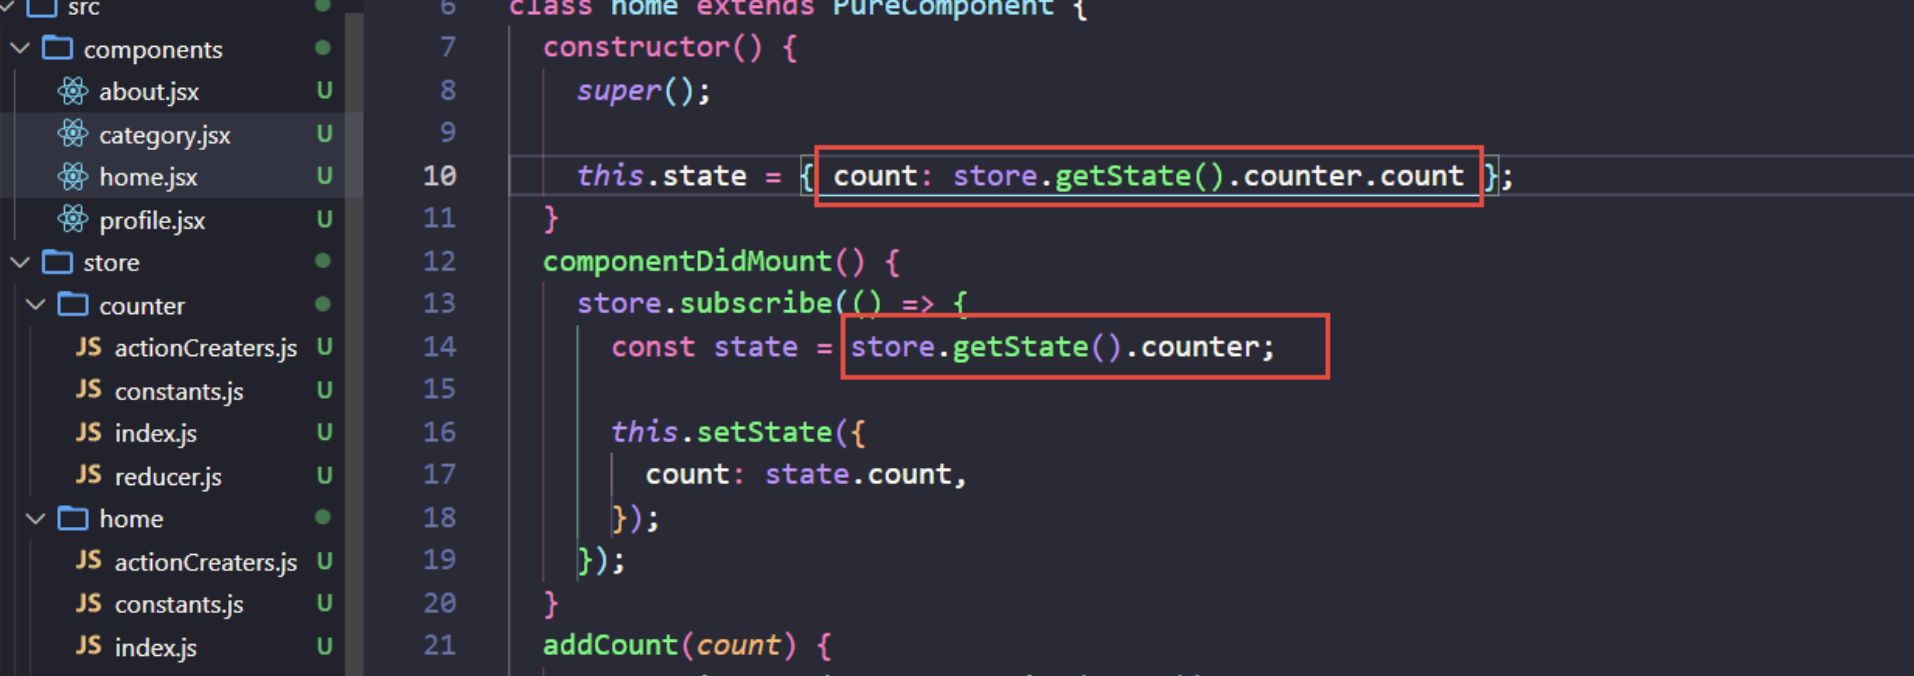 src
components
about.jsx U
category.jsx U
home.jsx U
profile.jsx U
store
counter
JS actionCreaters.js U
JS constants.js U
JS index.js U
JS reducer.js U
home
JS actionCreaters.js U
JS constants.js U
JS index.js U
6 class home extends PureComponent {
7 constructor() {
8 super();
9
10 this.state = { count: store.getState().counter.count };
11 }
12 componentDidMount() {
13 store.subscribe(() => {
14 const state = store.getState().counter;
15
16 this.setState({
17 count: state.count,
18 });
19 });
20 }
21 addCount(count) {